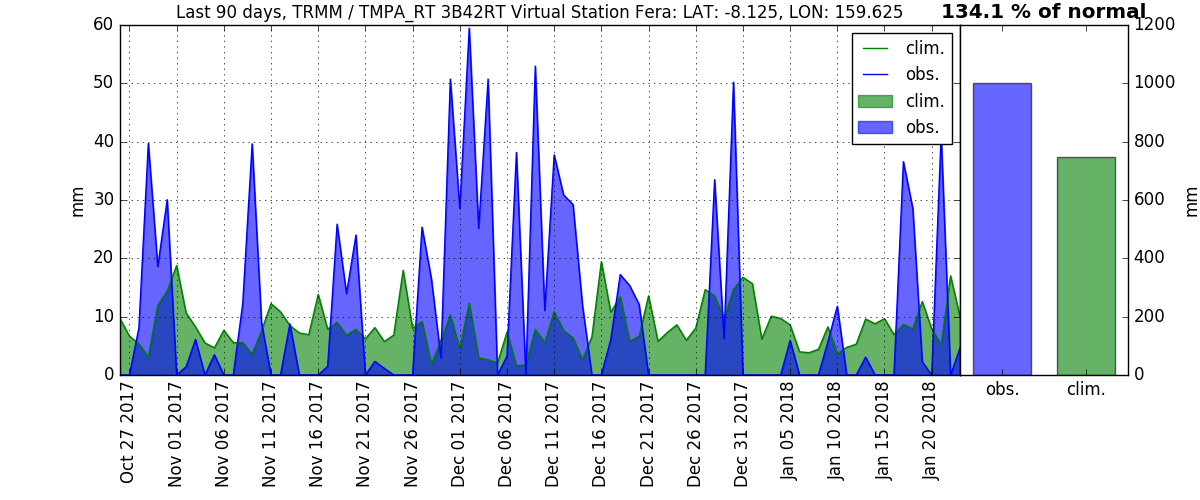 Last 90 days, TRMM / TMPA_RT 3B42RT Virtual Station Fera: LAT: -8.125, LON: 159.625
134.1 % of normal
60
50
40
30
20
10
0
mm
clim.
obs.
clim.
obs.
1200
1000
800
600
400
200
0
mm
obs.
clim.
Oct 27 2017
Nov 01 2017
Nov 06 2017
Nov 11 2017
Nov 16 2017
Nov 21 2017
Nov 26 2017
Dec 01 2017
Dec 06 2017
Dec 11 2017
Dec 16 2017
Dec 21 2017
Dec 26 2017
Dec 31 2017
Jan 05 2018
Jan 10 2018
Jan 15 2018
Jan 20 2018